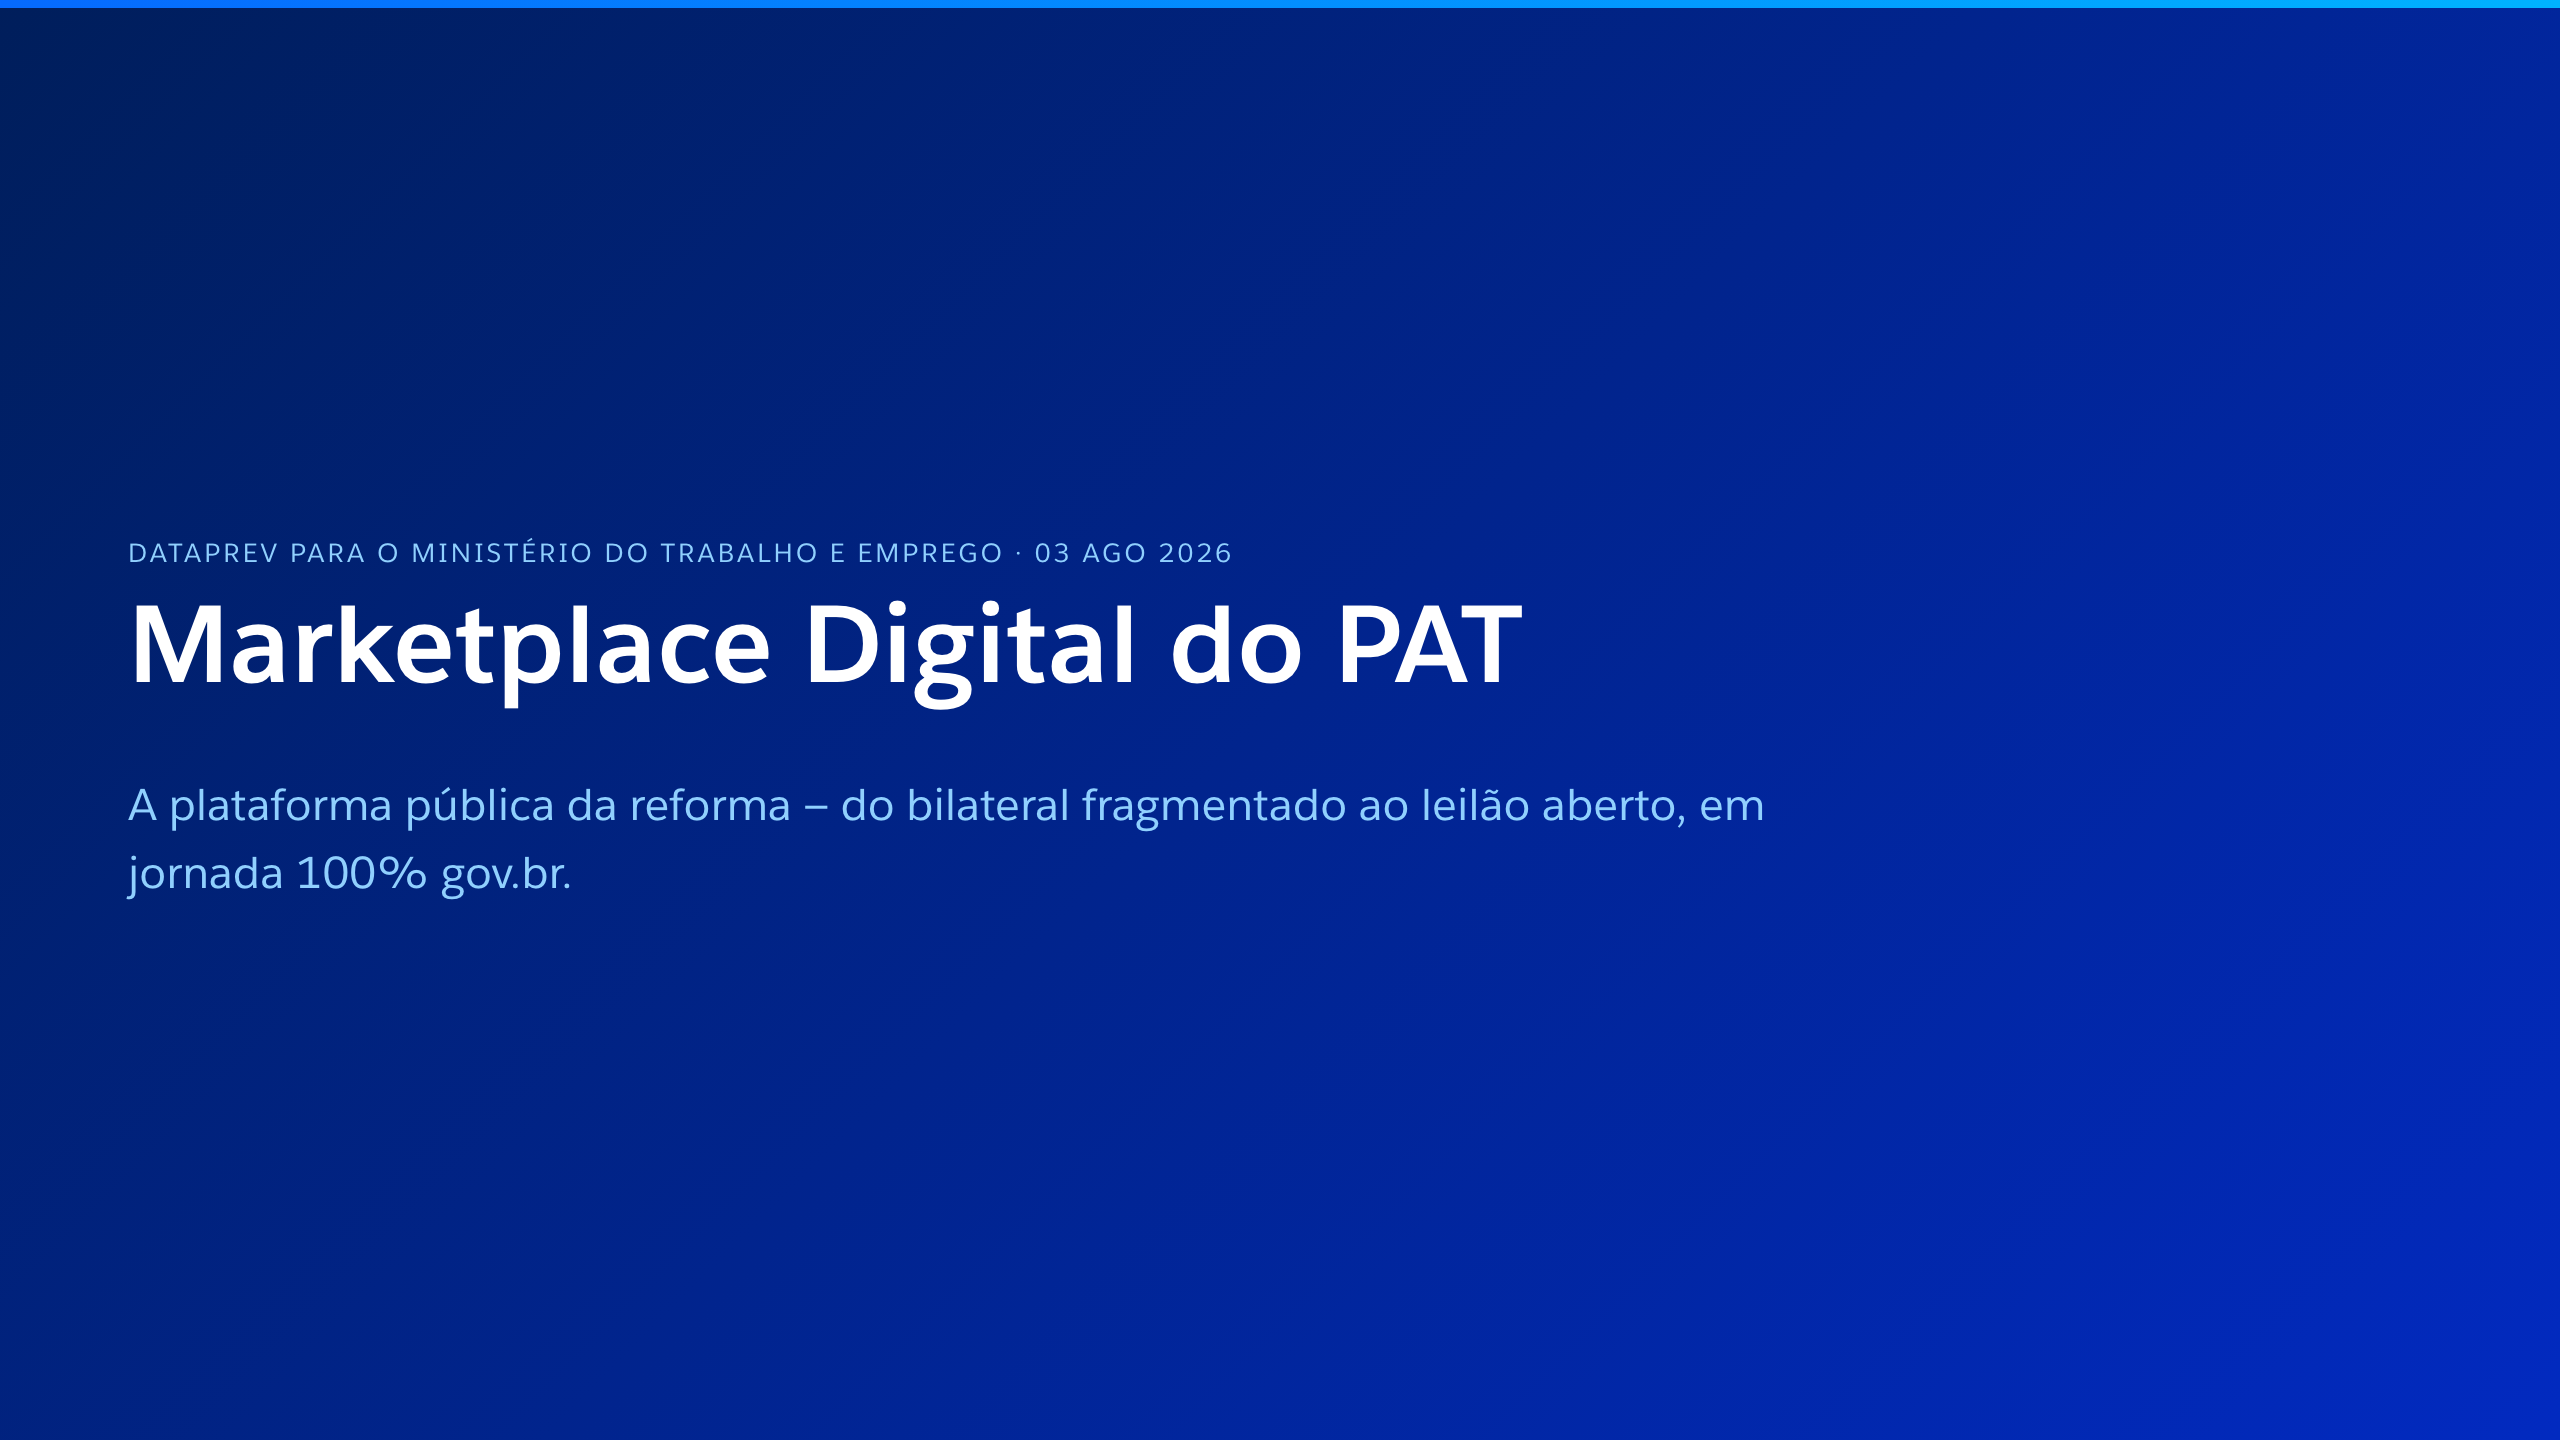 DATAPREV PARA O MINISTÉRIO DO TRABALHO E EMPREGO · 03 AGO 2026
Marketplace Digital do PAT
A plataforma pública da reforma – do bilateral fragmentado ao leilão aberto, em
jornada 100% gov.br.